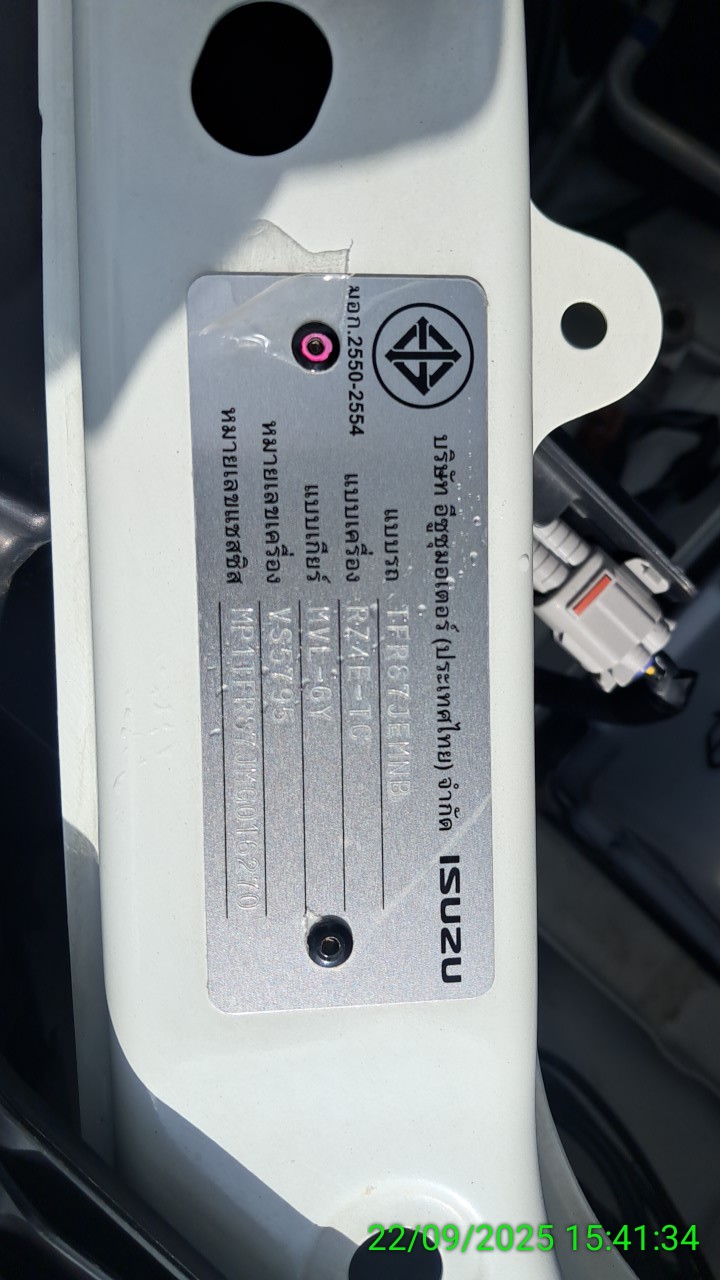 บริษัท อีซูซุมอเตอร์ (ประเทศไทย) จำกัด ISUZU
มอก.2550-2554
แบบรถ TFR87JEMNB
แบบเครื่อง RZ4E-TC
แบบเกียร์ MVL-6Y
หมายเลขเครื่อง VS5795
หมายเลขแชสซิส MP1TFR87JKG016270
22/09/2025 15:41:34